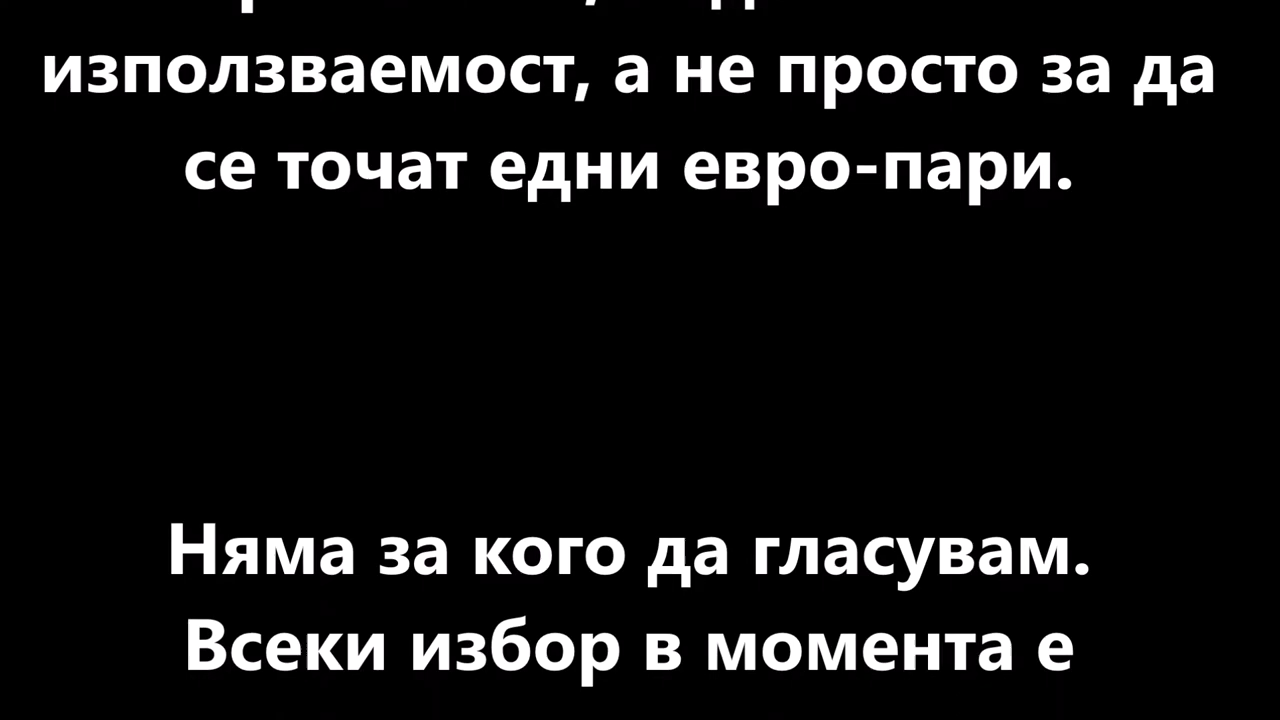 използваемост, а не просто за да
се точат едни евро-пари.
Няма за кого да гласувам.
Всеки избор в момента е